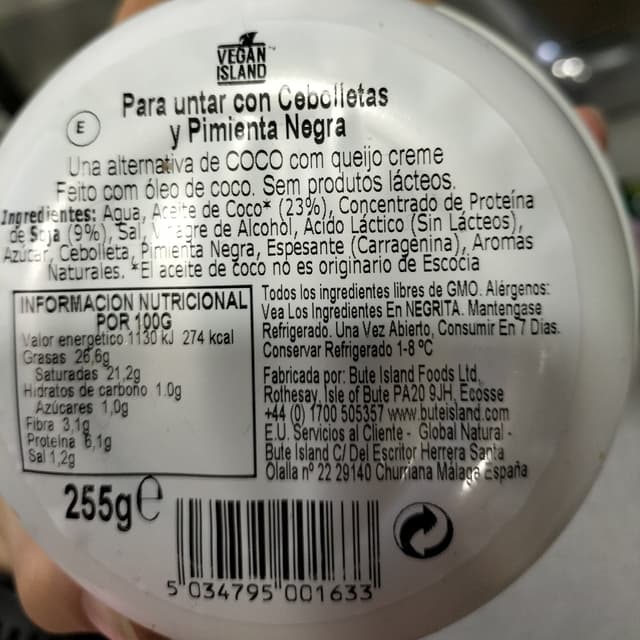 VEGAN
ISLAND
™
Para untar con Cebolletas
y Pimienta Negra
E
Una alternativa de COCO com queijo creme
Feito com óleo de coco. Sem produtos lácteos.
Ingredientes: Agua, Aceite de Coco* (23%), Concentrado de Proteína
de Soja (9%), Sal, Vinagre de Alcohol, Acido Láctico (Sin Lácteos),
Azúcar, Cebolleta, Pimienta Negra, Espesante (Carragenina), Aromas
Naturales. *El aceite de coco no es originario de Escocia
INFORMACION NUTRICIONAL
POR 100G
Valor energético 1130 kJ 274 kcal
Grasas 26,6g
Saturadas 21,2g
Hidratos de carbono 1.0g
Azúcares 1,0g
Fibra 3,1g
Proteína 6,1g
Sal 1,2g
Todos los ingredientes libres de GMO. Alérgenos:
Vea Los Ingredientes En NEGRITA. Mantengase
Refrigerado. Una Vez Abierto, Consumir En 7 Dias.
Conservar Refrigerado 1-8 ºC
Fabricada por: Bute Island Foods Ltd,
Rothesay, Isle of Bute PA20 9JH, Ecosse
+44 (0) 1700 505357 www.buteisland.com
E.U. Servicios al Cliente - Global Natural -
Bute Island C/ Del Escritor Herrera Santa
Olalla nº 22 29140 Churriana Málaga España
255g℮
5 034795 001633